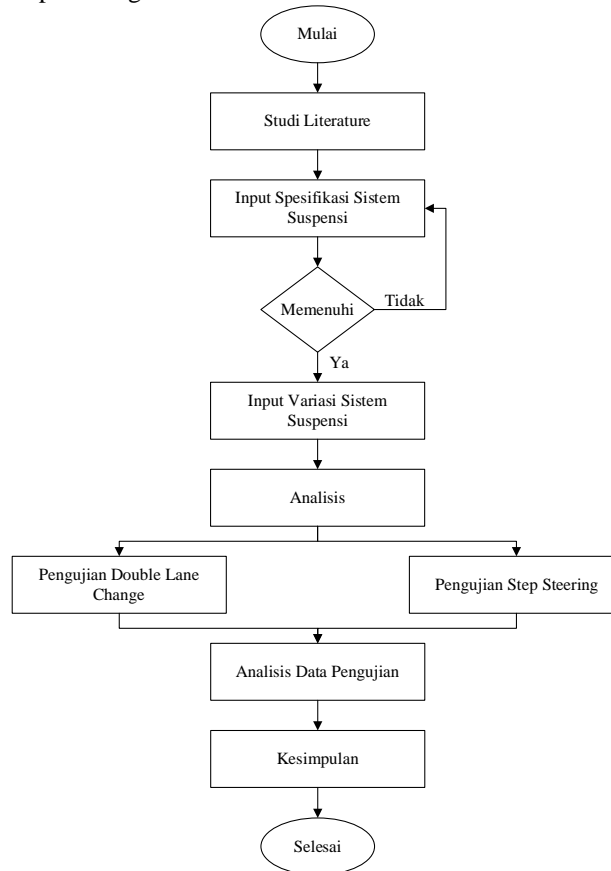 Mulai
Studi Literature
Input Spesifikasi Sistem
Suspensi
Memenuhi
Tidak
Ya
Input Variasi Sistem
Suspensi
Analisis
Pengujian Double Lane
Change
Pengujian Step Steering
Analisis Data Pengujian
Kesimpulan
Selesai